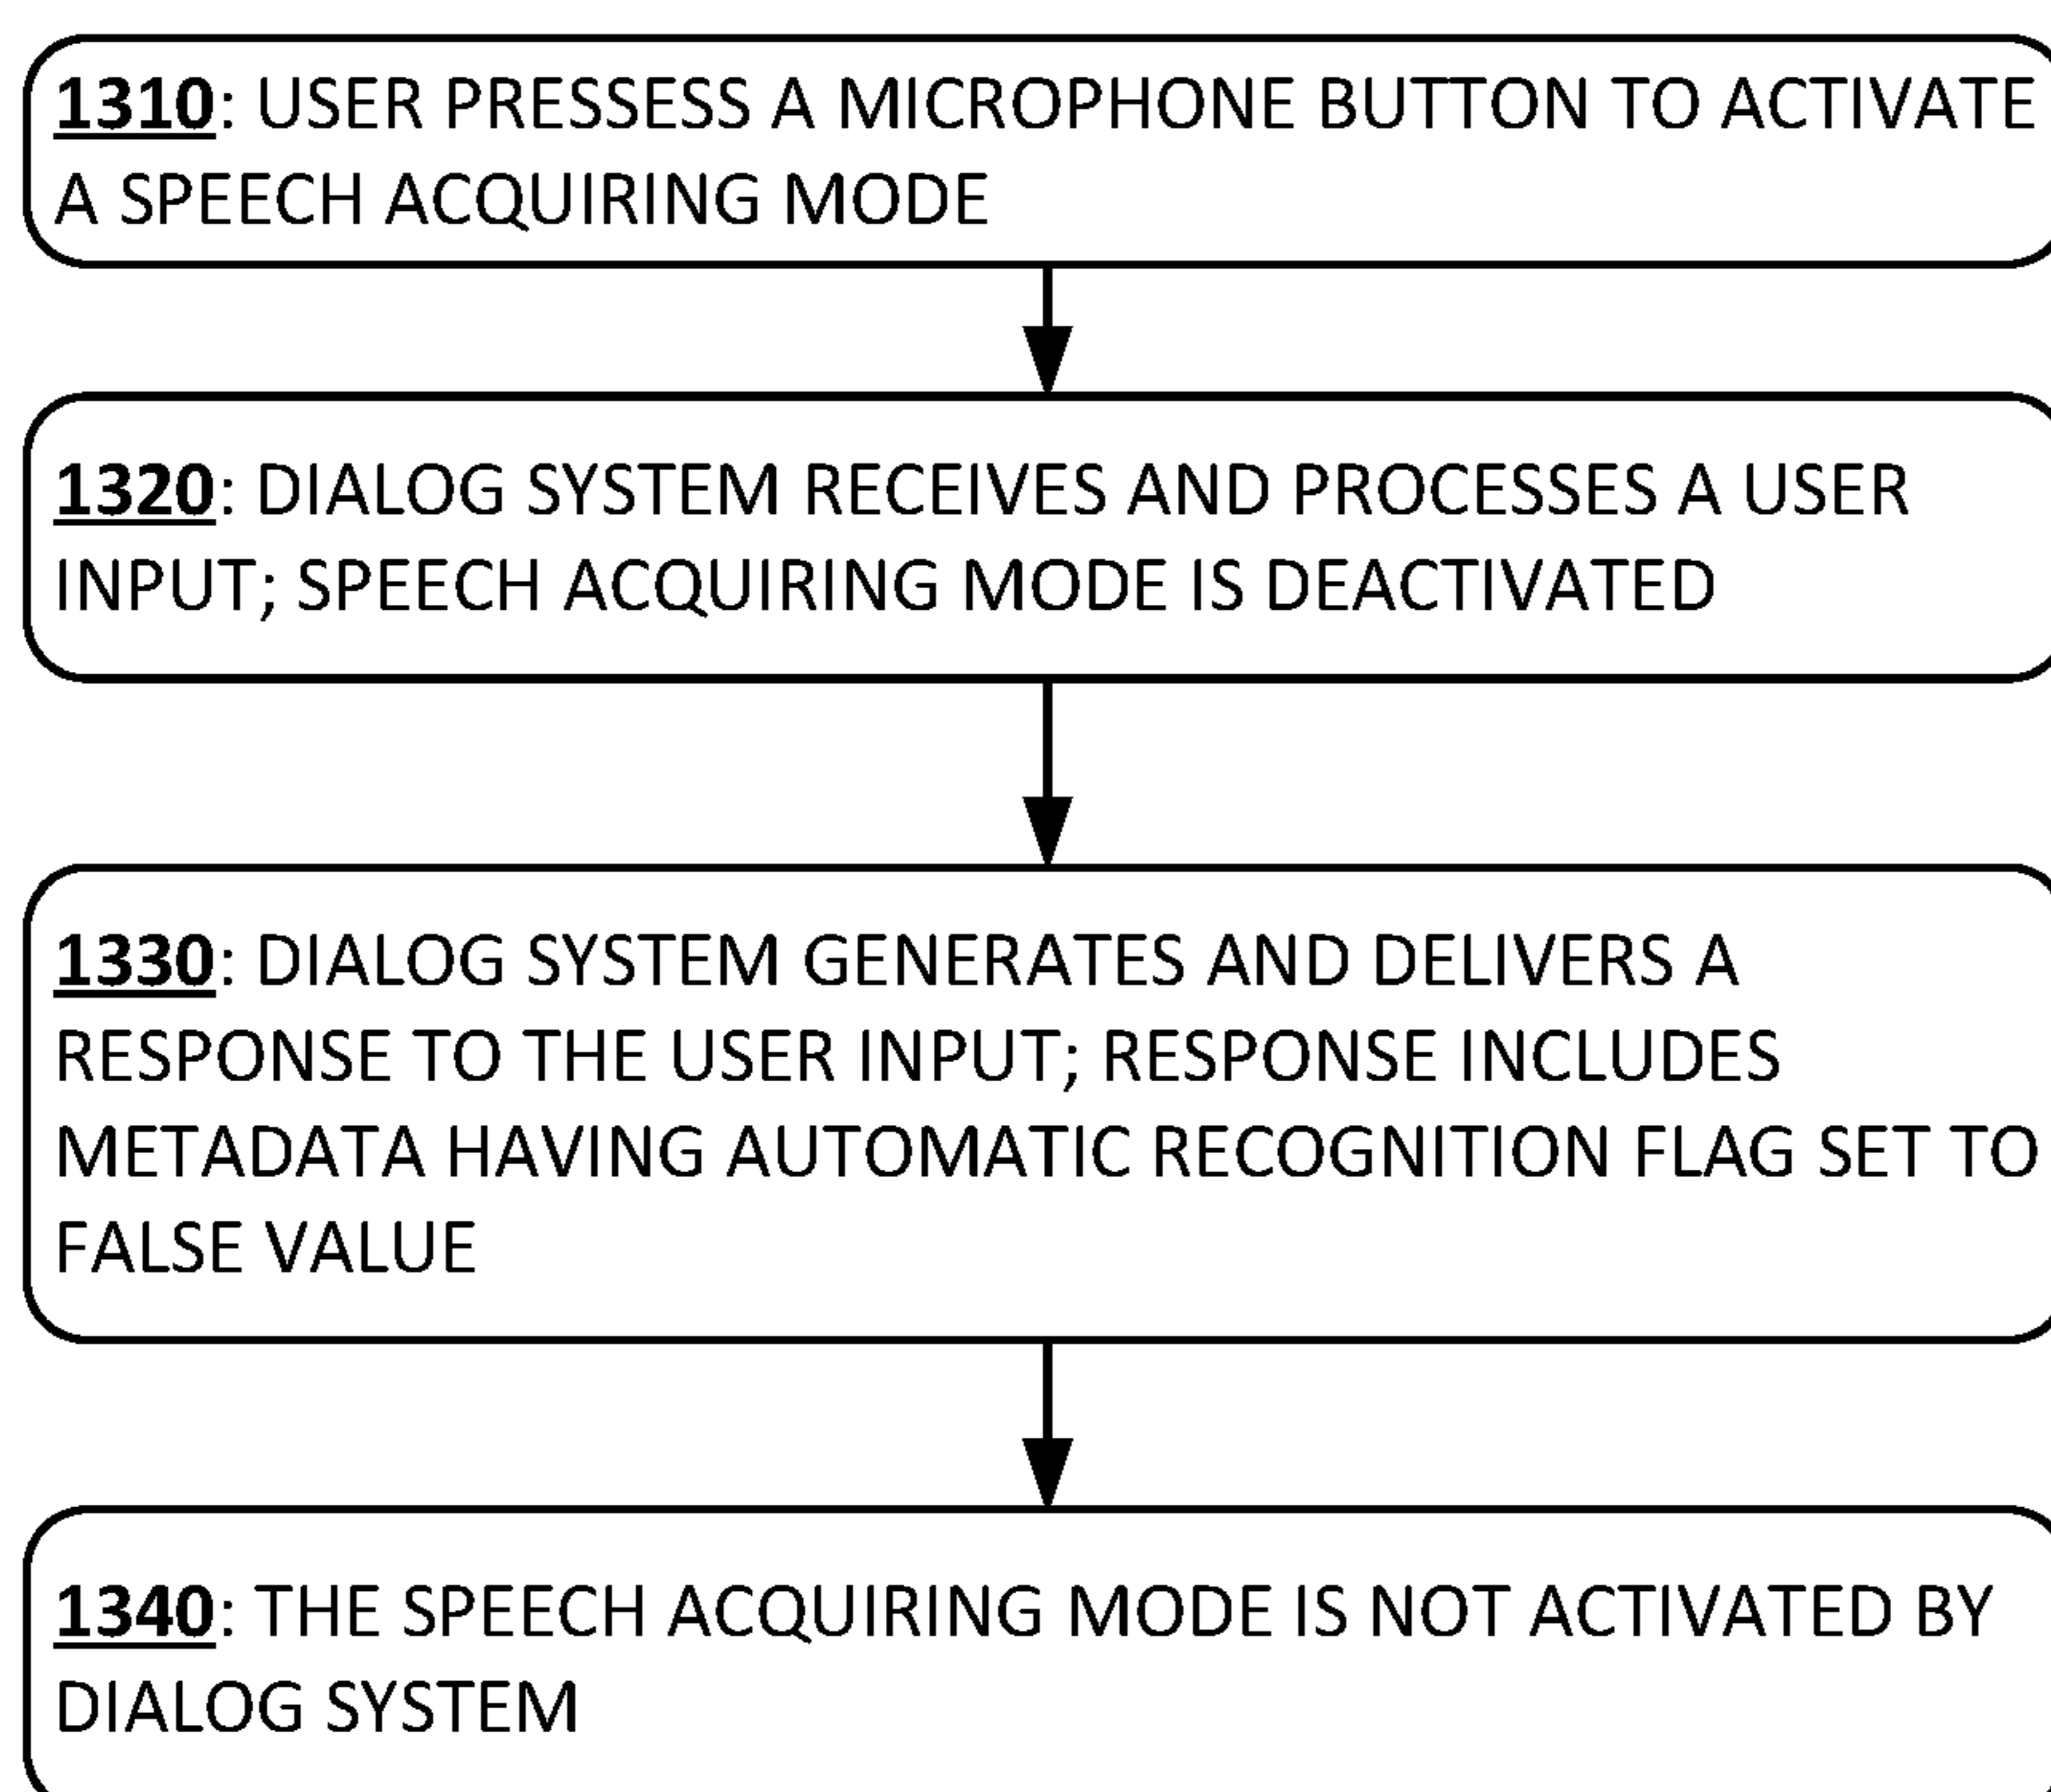 1310: USER PRESSESS A MICROPHONE BUTTON TO ACTIVATE
A SPEECH ACQUIRING MODE
1320: DIALOG SYSTEM RECEIVES AND PROCESSES A USER
INPUT; SPEECH ACQUIRING MODE IS DEACTIVATED
1330: DIALOG SYSTEM GENERATES AND DELIVERS A
RESPONSE TO THE USER INPUT; RESPONSE INCLUDES
METADATA HAVING AUTOMATIC RECOGNITION FLAG SET TO
FALSE VALUE
1340: THE SPEECH ACQUIRING MODE IS NOT ACTIVATED BY
DIALOG SYSTEM